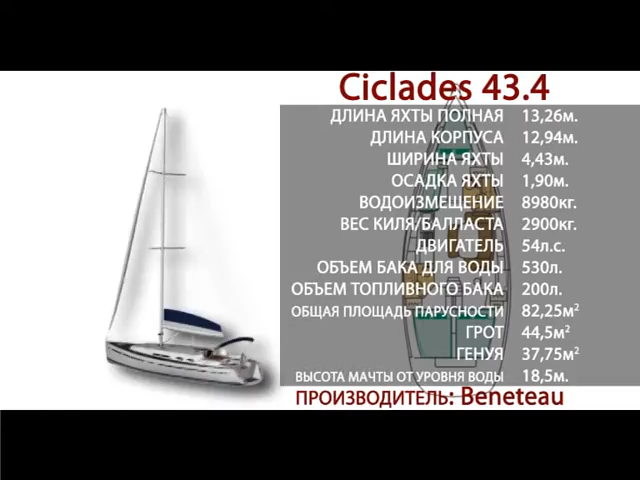 Ciclades 43.4
ДЛИНА ЯХТЫ ПОЛНАЯ 13,26м.
ДЛИНА КОРПУСА 12,94м.
ШИРИНА ЯХТЫ 4,43м.
ОСАДКА ЯХТЫ 1,90м.
ВОДОИЗМЕЩЕНИЕ 8980кг.
ВЕС КИЛЯ/БАЛЛАСТА 2900кг.
ДВИГАТЕЛЬ 54л.с.
ОБЪЕМ БАКА ДЛЯ ВОДЫ 530л.
ОБЪЕМ ТОПЛИВНОГО БАКА 200л.
ОБЩАЯ ПЛОЩАДЬ ПАРУСНОСТИ 82,25м²
ГРОТ 44,5м²
ГЕНУЯ 37,75м²
ВЫСОТА МАЧТЫ ОТ УРОВНЯ ВОДЫ 18,5м.
ПРОИЗВОДИТЕЛЬ: Beneteau